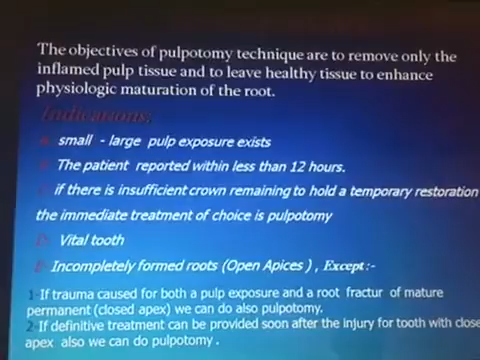 The objectives of pulpotomy technique are to remove only the
inflamed pulp tissue and to leave healthy tissue to enhance
physiologic maturation of the root.
Indications:
A- small - large pulp exposure exists
The patient reported within less than 12 hours.
if there is insufficient crown remaining to hold a temporary restoration
the immediate treatment of choice is pulpotomy
D- Vital tooth
E- Incompletely formed roots (Open Apices) , Except:-
1-If trauma caused for both a pulp exposure and a root fractur of mature
permanent (closed apex) we can do also pulpotomy.
2-If definitive treatment can be provided soon after the injury for tooth with close
apex also we can do pulpotomy .